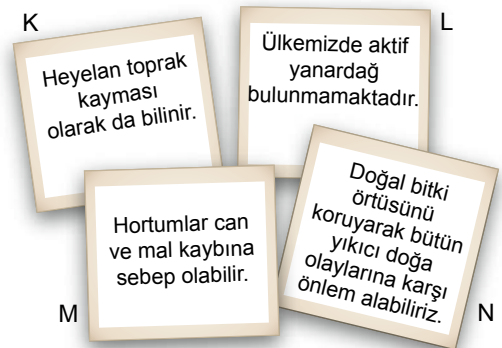 K
Heyelan toprak
kayması
olarak da bilinir.
L
Ülkemizde aktif
yanardağ
bulunmamaktadır.
M
Hortumlar can
ve mal kaybına
sebep olabilir.
N
Doğal bitki
örtüsünü
koruyarak bütün
yıkıcı doğa
olaylarına karşı
önlem alabiliriz.